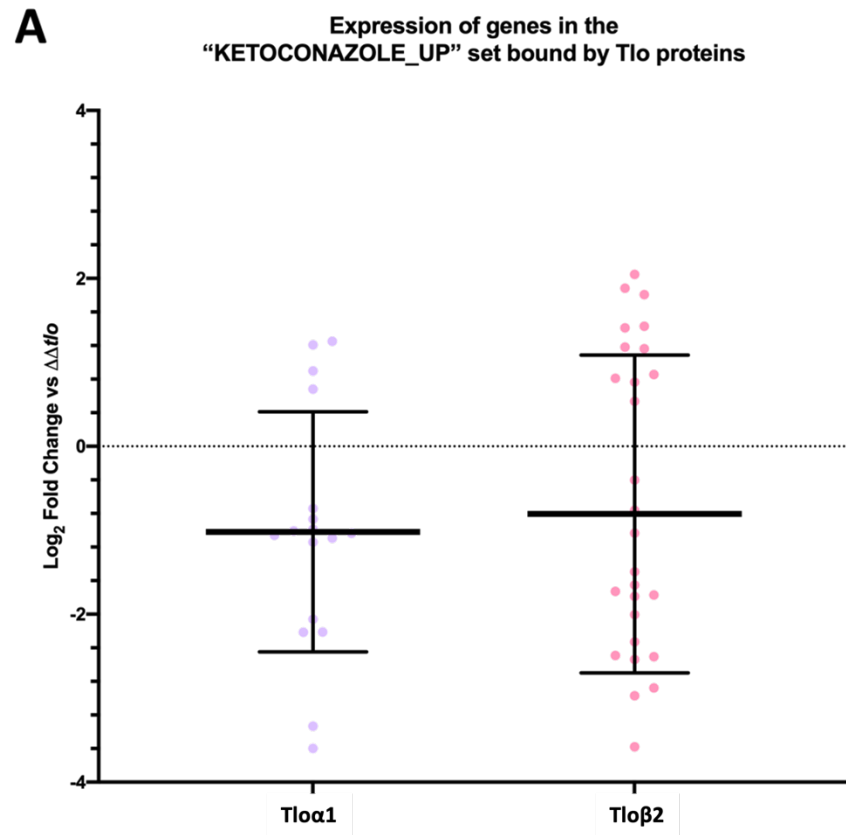 A
Expression of genes in the
“KETOCONAZOLE_UP” set bound by Tlo proteins
Log₂ Fold Change vs ΔΔtlo
4
2
0
-2
-4
Tloα1
Tloβ2